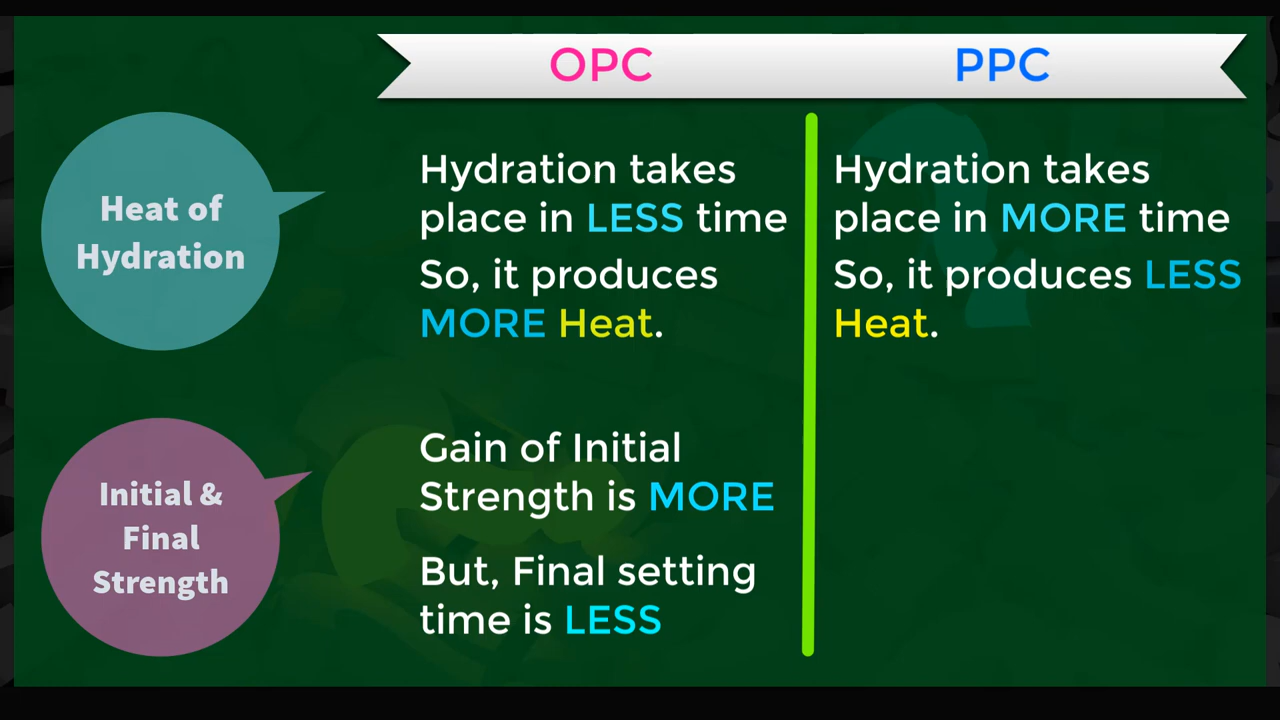 OPC PPC
Heat of
Hydration
Hydration takes
place in LESS time
So, it produces
MORE Heat.
Hydration takes
place in MORE time
So, it produces LESS
Heat.
Initial &
Final
Strength
Gain of Initial
Strength is MORE
But, Final setting
time is LESS